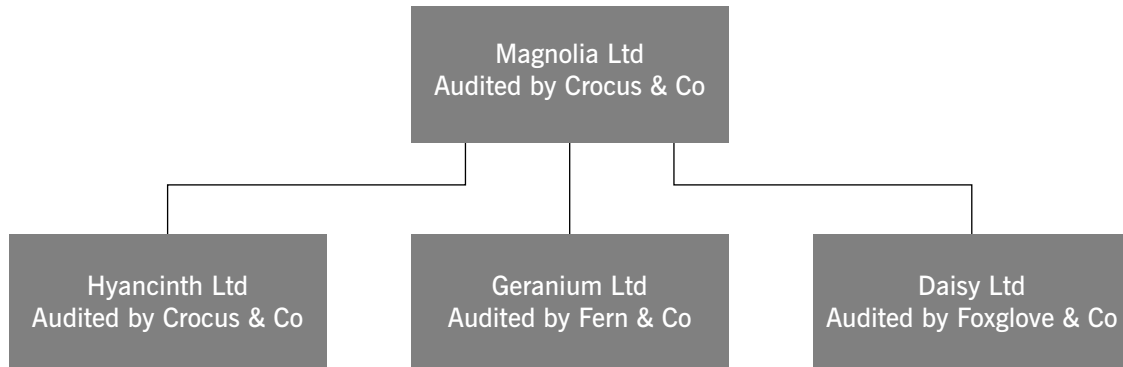 Magnolia Ltd
Audited by Crocus & Co
Hyancinth Ltd
Audited by Crocus & Co
Geranium Ltd
Audited by Fern & Co
Daisy Ltd
Audited by Foxglove & Co